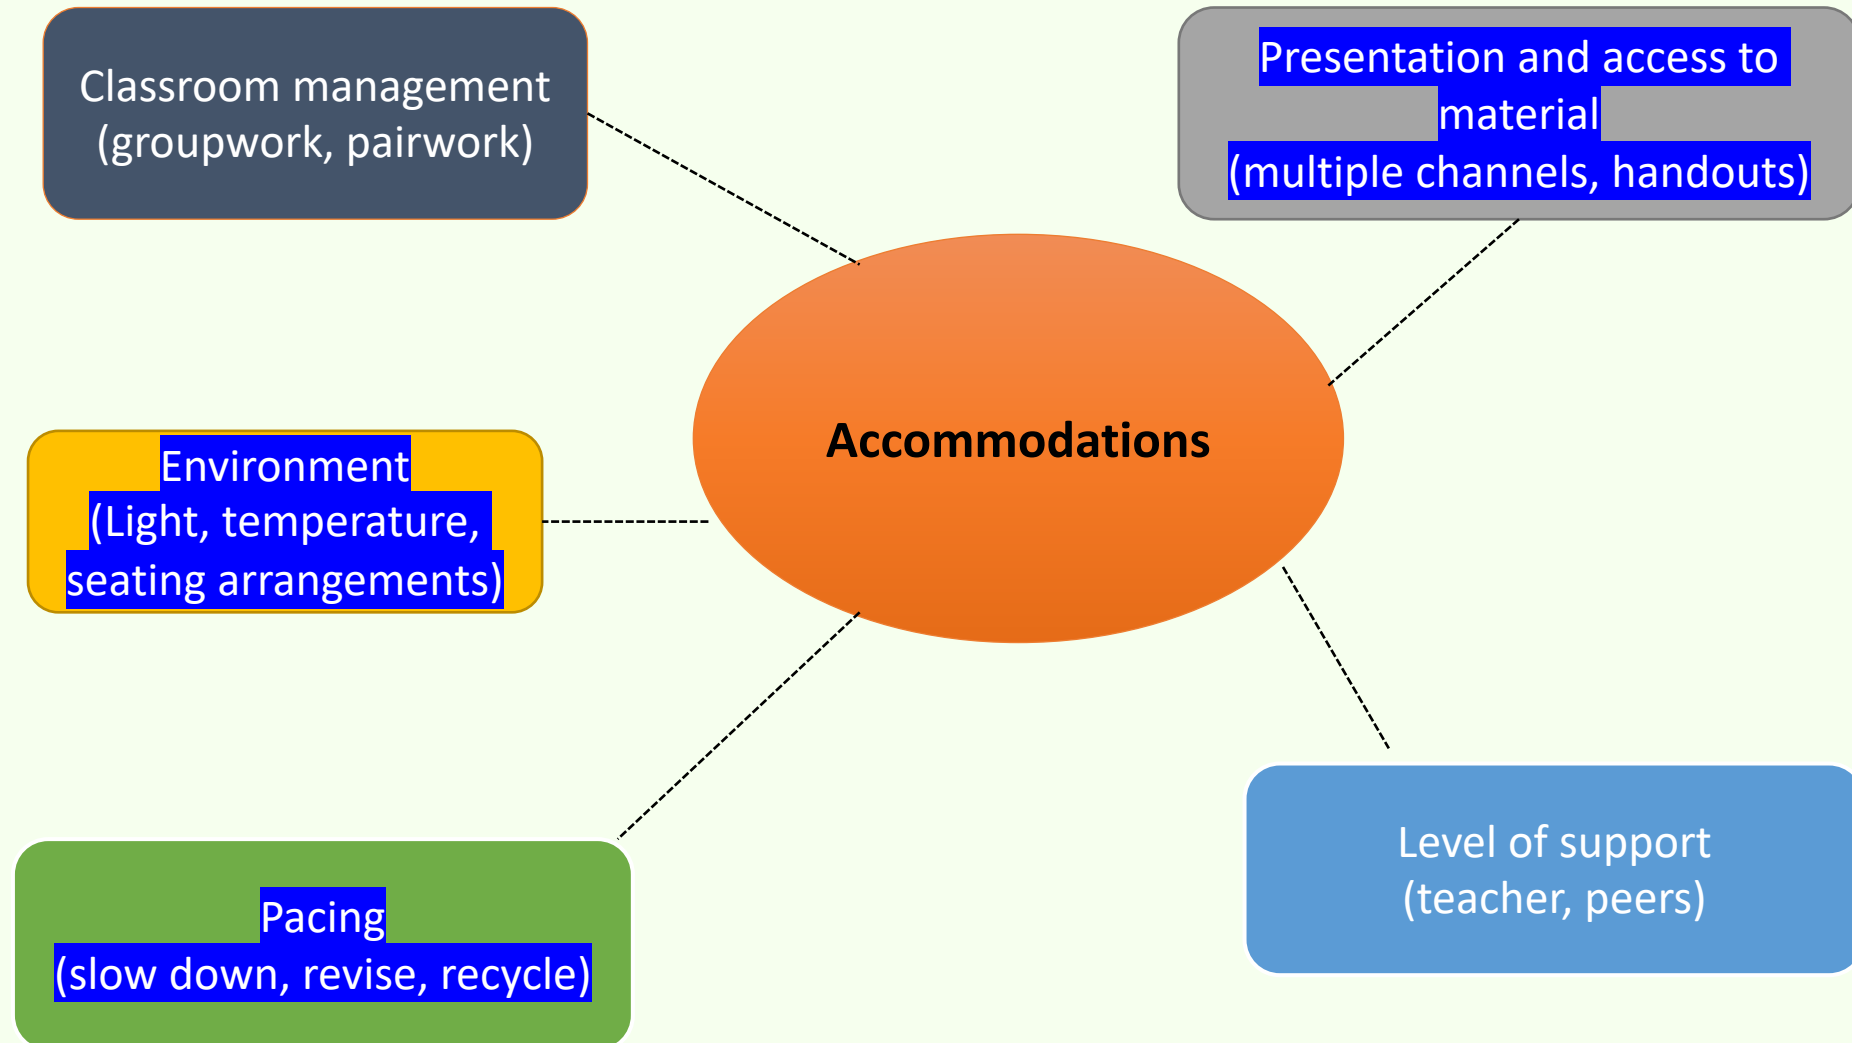 Classroom management
(groupwork, pairwork)
Presentation and access to
material
(multiple channels, handouts)
Accommodations
Environment
(Light, temperature,
seating arrangements)
Pacing
(slow down, revise, recycle)
Level of support
(teacher, peers)